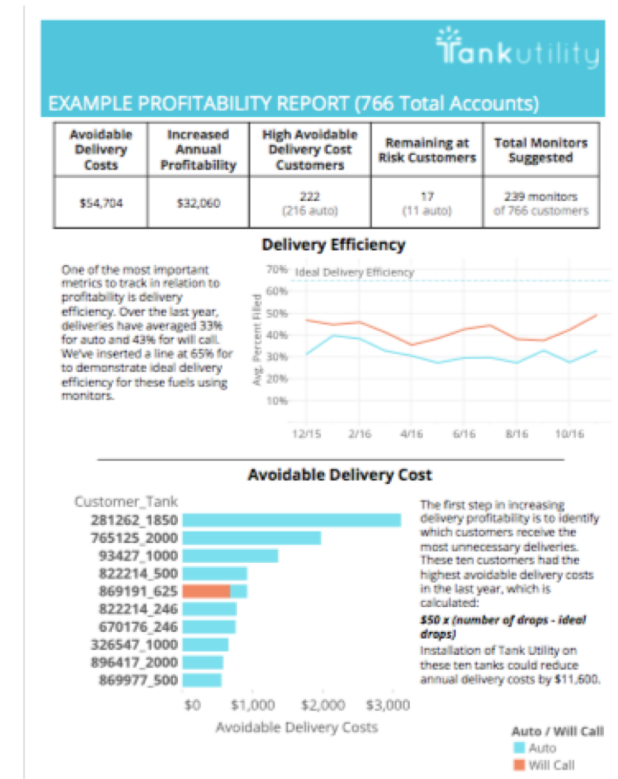 Tankutility
EXAMPLE PROFITABILITY REPORT (766 Total Accounts)
Avoidable
Delivery
Costs
Increased
Annual
Profitability
High Avoidable
Delivery Cost
Customers
Remaining at
Risk Customers
Total Monitors
Suggested
$54,704
$32,060
222
(216 auto)
17
(11 auto)
239 monitors
of 766 customers
Delivery Efficiency
One of the most important
metrics to track in relation to
profitability is delivery
efficiency. Over the last year,
deliveries have averaged 33%
for auto and 43% for will call.
We've inserted a line at 65% for
to demonstrate ideal delivery
efficiency for these fuels using
monitors.
Avg. Percent Filled
70%
60%
50%
40%
30%
20%
10%
Ideal Delivery Efficiency
12/15 2/16 4/16 6/16 8/16 10/16
Avoidable Delivery Cost
Customer_Tank
281262_1850
765125_2000
93427_1000
822214_500
869191_625
822214_246
670176_246
326547_1000
896417_2000
869977_500
$0 $1,000 $2,000 $3,000
Avoidable Delivery Costs
The first step in increasing
delivery profitability is to identify
which customers receive the
most unnecessary deliveries.
These ten customers had the
highest avoidable delivery costs
in the last year, which is
calculated:
$50 x (number of drops - ideal
drops)
Installation of Tank Utility on
these ten tanks could reduce
annual delivery costs by $11,600.
Auto / Will Call
Auto
Will Call